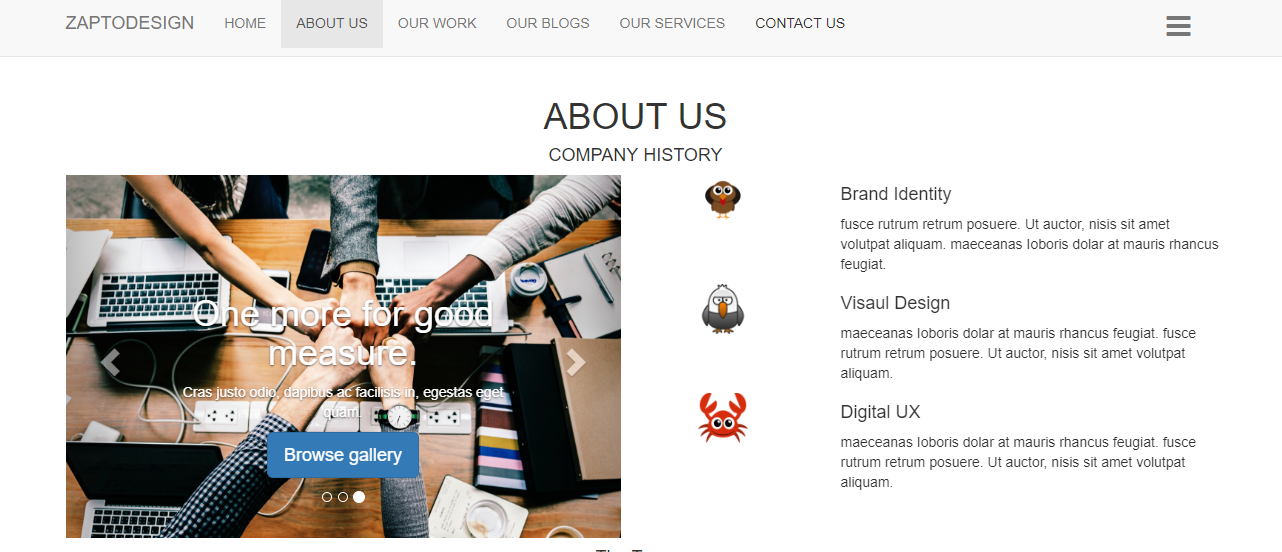 ZAPTODESIGN HOME ABOUT US OUR WORK OUR BLOGS OUR SERVICES CONTACT US
ABOUT US
COMPANY HISTORY
One more for good
measure.
Cras justo odio, dapibus ac facilisis in, egestas eget
quam.
Browse gallery
Brand Identity
fusce rutrum retrum posuere. Ut auctor, nisis sit amet
volutpat aliquam. maeceanas loboris dolar at mauris rhancus
feugiat.
Visaul Design
maeceanas loboris dolar at mauris rhancus feugiat. fusce
rutrum retrum posuere. Ut auctor, nisis sit amet volutpat
aliquam.
Digital UX
maeceanas loboris dolar at mauris rhancus feugiat. fusce
rutrum retrum posuere. Ut auctor, nisis sit amet volutpat
aliquam.